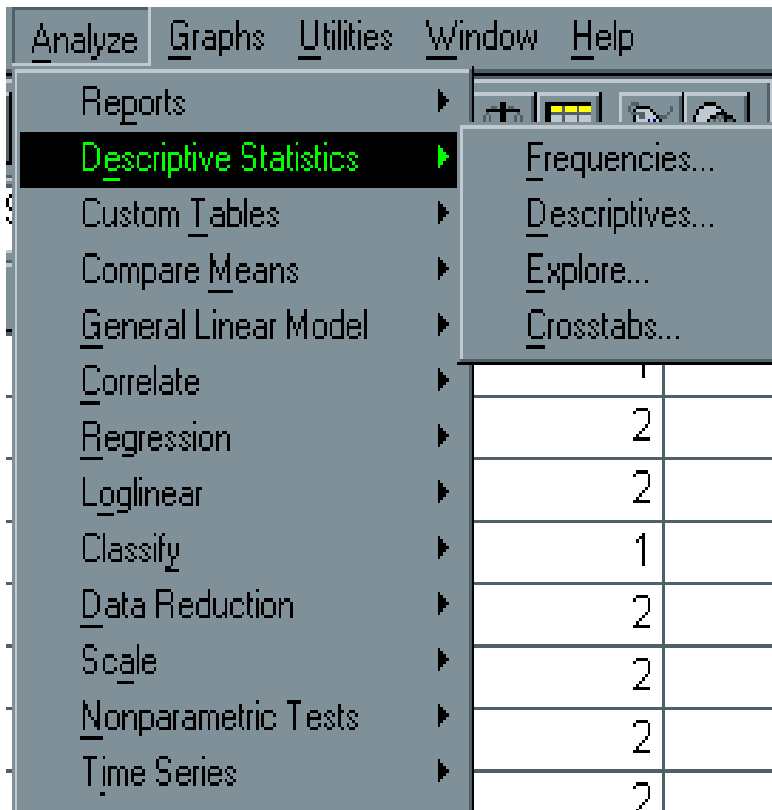 Analyze Graphs Utilities Window Help
Reports
Descriptive Statistics
Custom Tables
Compare Means
General Linear Model
Correlate
Regression
Loglinear
Classify
Data Reduction
Scale
Nonparametric Tests
Time Series
Frequencies...
Descriptives...
Explore...
Crosstabs...
1
2
2
1
2
2
2
2